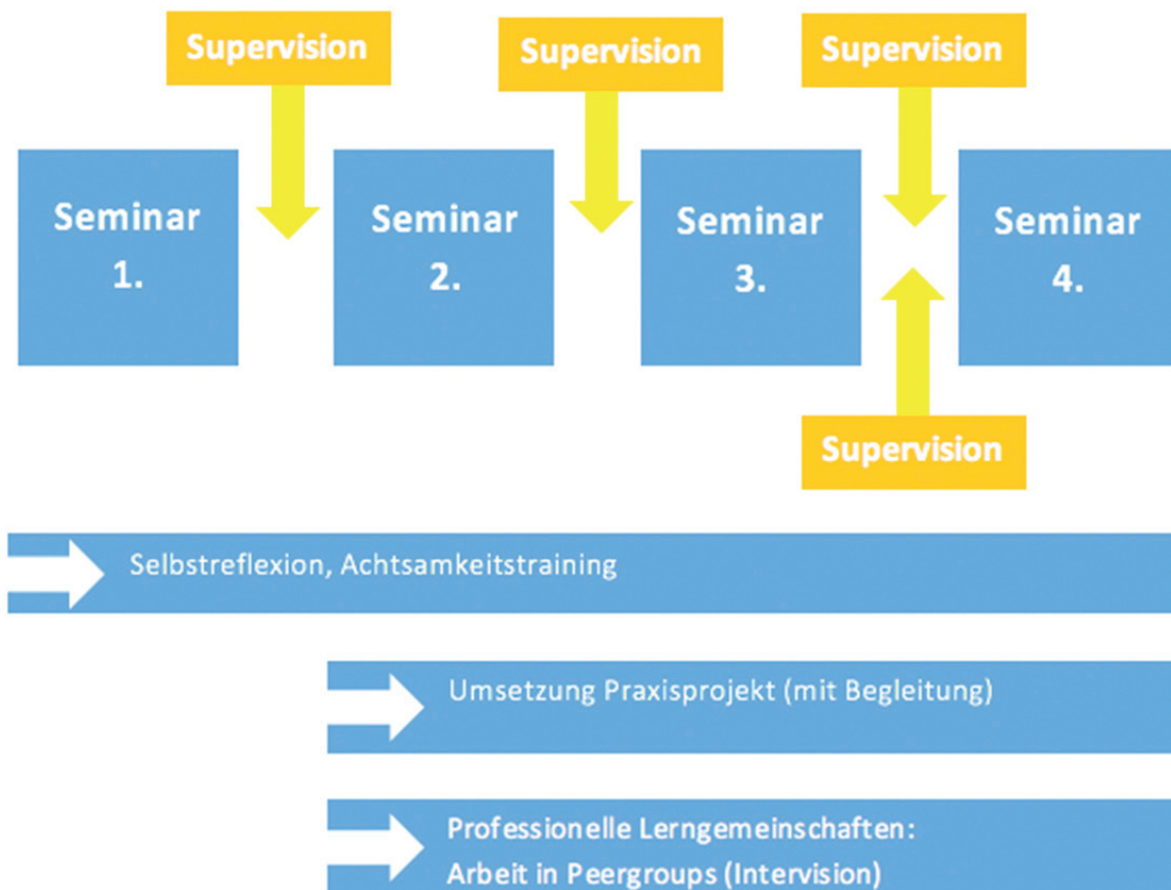 Supervision
Supervision
Supervision
Seminar
1.
Seminar
2.
Seminar
3.
Seminar
4.
Supervision
Selbstreflexion, Achtsamkeitstraining
Umsetzung Praxisprojekt (mit Begleitung)
Professionelle Lerngemeinschaften:
Arbeit in Peergroups (Intervision)